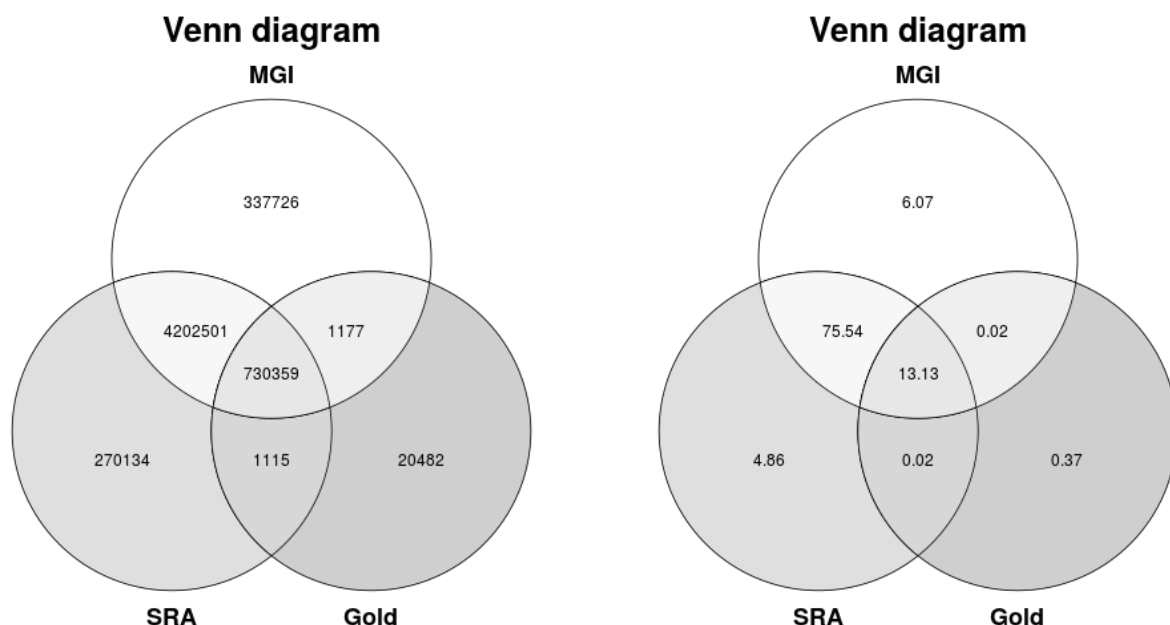 Venn diagram
MGI
337726
4202501
1177
730359
270134
1115
20482
SRA
Gold
Venn diagram
MGI
6.07
75.54
0.02
13.13
4.86
0.02
0.37
SRA
Gold